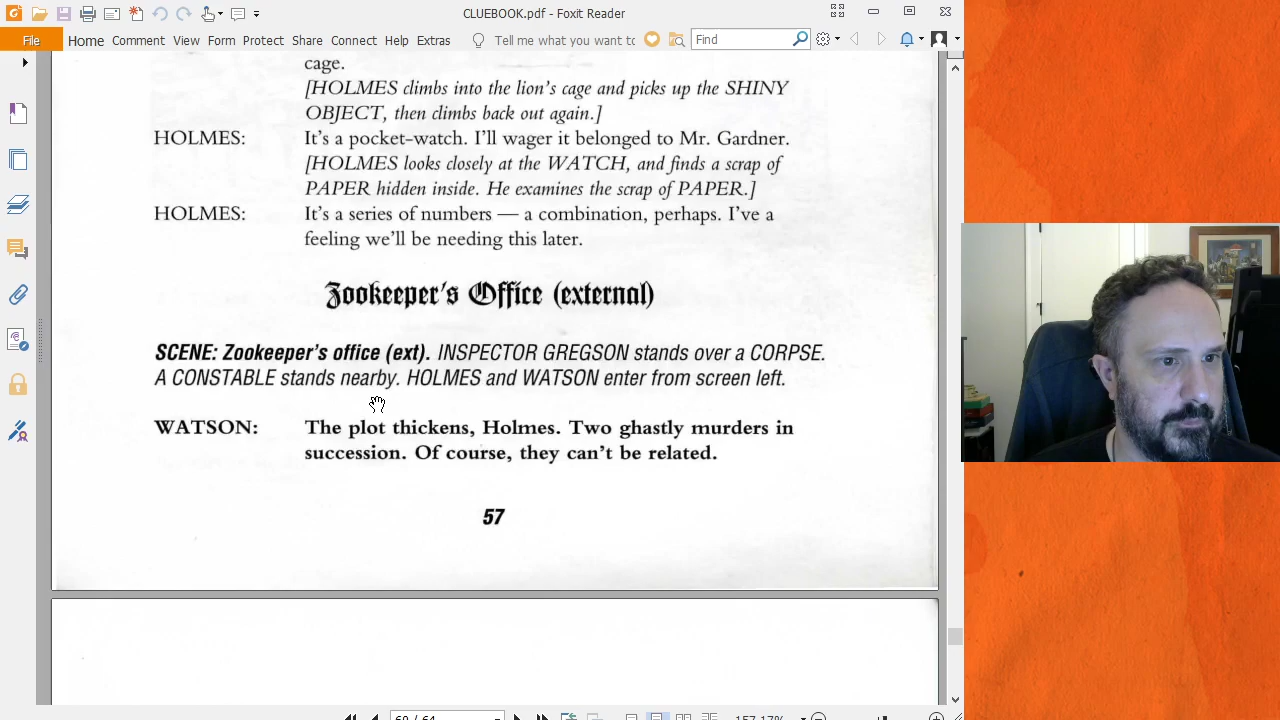 CLUEBOOK.pdf - Foxit Reader
File Home Comment View Form Protect Share Connect Help Extras Tell me what you want to Find
cage.
[HOLMES climbs into the lion's cage and picks up the SHINY
OBJECT, then climbs back out again.]
HOLMES: It's a pocket-watch. I'll wager it belonged to Mr. Gardner.
[HOLMES looks closely at the WATCH, and finds a scrap of
PAPER hidden inside. He examines the scrap of PAPER.]
HOLMES: It's a series of numbers — a combination, perhaps. I've a
feeling we'll be needing this later.
Zookeeper's Office (external)
SCENE: Zookeeper's office (ext). INSPECTOR GREGSON stands over a CORPSE.
A CONSTABLE stands nearby. HOLMES and WATSON enter from screen left.
WATSON: The plot thickens, Holmes. Two ghastly murders in
succession. Of course, they can't be related.
57
60 / 64 157.17%